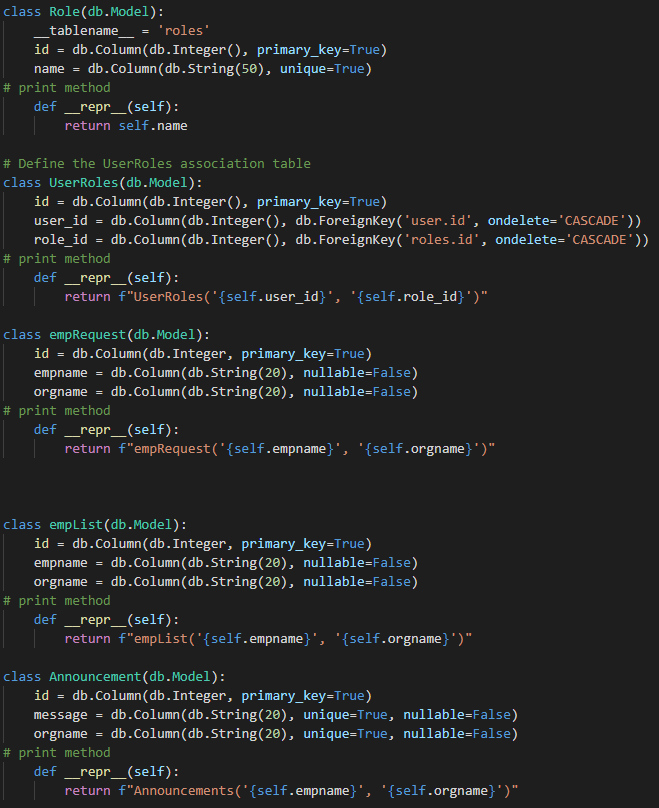 class Role(db.Model):
    __tablename__ = 'roles'
    id = db.Column(db.Integer(), primary_key=True)
    name = db.Column(db.String(50), unique=True)
# print method
    def __repr__(self):
        return self.name

# Define the UserRoles association table
class UserRoles(db.Model):
    id = db.Column(db.Integer(), primary_key=True)
    user_id = db.Column(db.Integer(), db.ForeignKey('user.id', ondelete='CASCADE'))
    role_id = db.Column(db.Integer(), db.ForeignKey('roles.id', ondelete='CASCADE'))
# print method
    def __repr__(self):
        return f"UserRoles('{self.user_id}', '{self.role_id}')"

class empRequest(db.Model):
    id = db.Column(db.Integer, primary_key=True)
    empname = db.Column(db.String(20), nullable=False)
    orgname = db.Column(db.String(20), nullable=False)
# print method
    def __repr__(self):
        return f"empRequest('{self.empname}', '{self.orgname}')"

class empList(db.Model):
    id = db.Column(db.Integer, primary_key=True)
    empname = db.Column(db.String(20), nullable=False)
    orgname = db.Column(db.String(20), nullable=False)
# print method
    def __repr__(self):
        return f"empList('{self.empname}', '{self.orgname}')"

class Announcement(db.Model):
    id = db.Column(db.Integer, primary_key=True)
    message = db.Column(db.String(20), unique=True, nullable=False)
    orgname = db.Column(db.String(20), unique=True, nullable=False)
# print method
    def __repr__(self):
        return f"Announcements('{self.empname}', '{self.orgname}')"